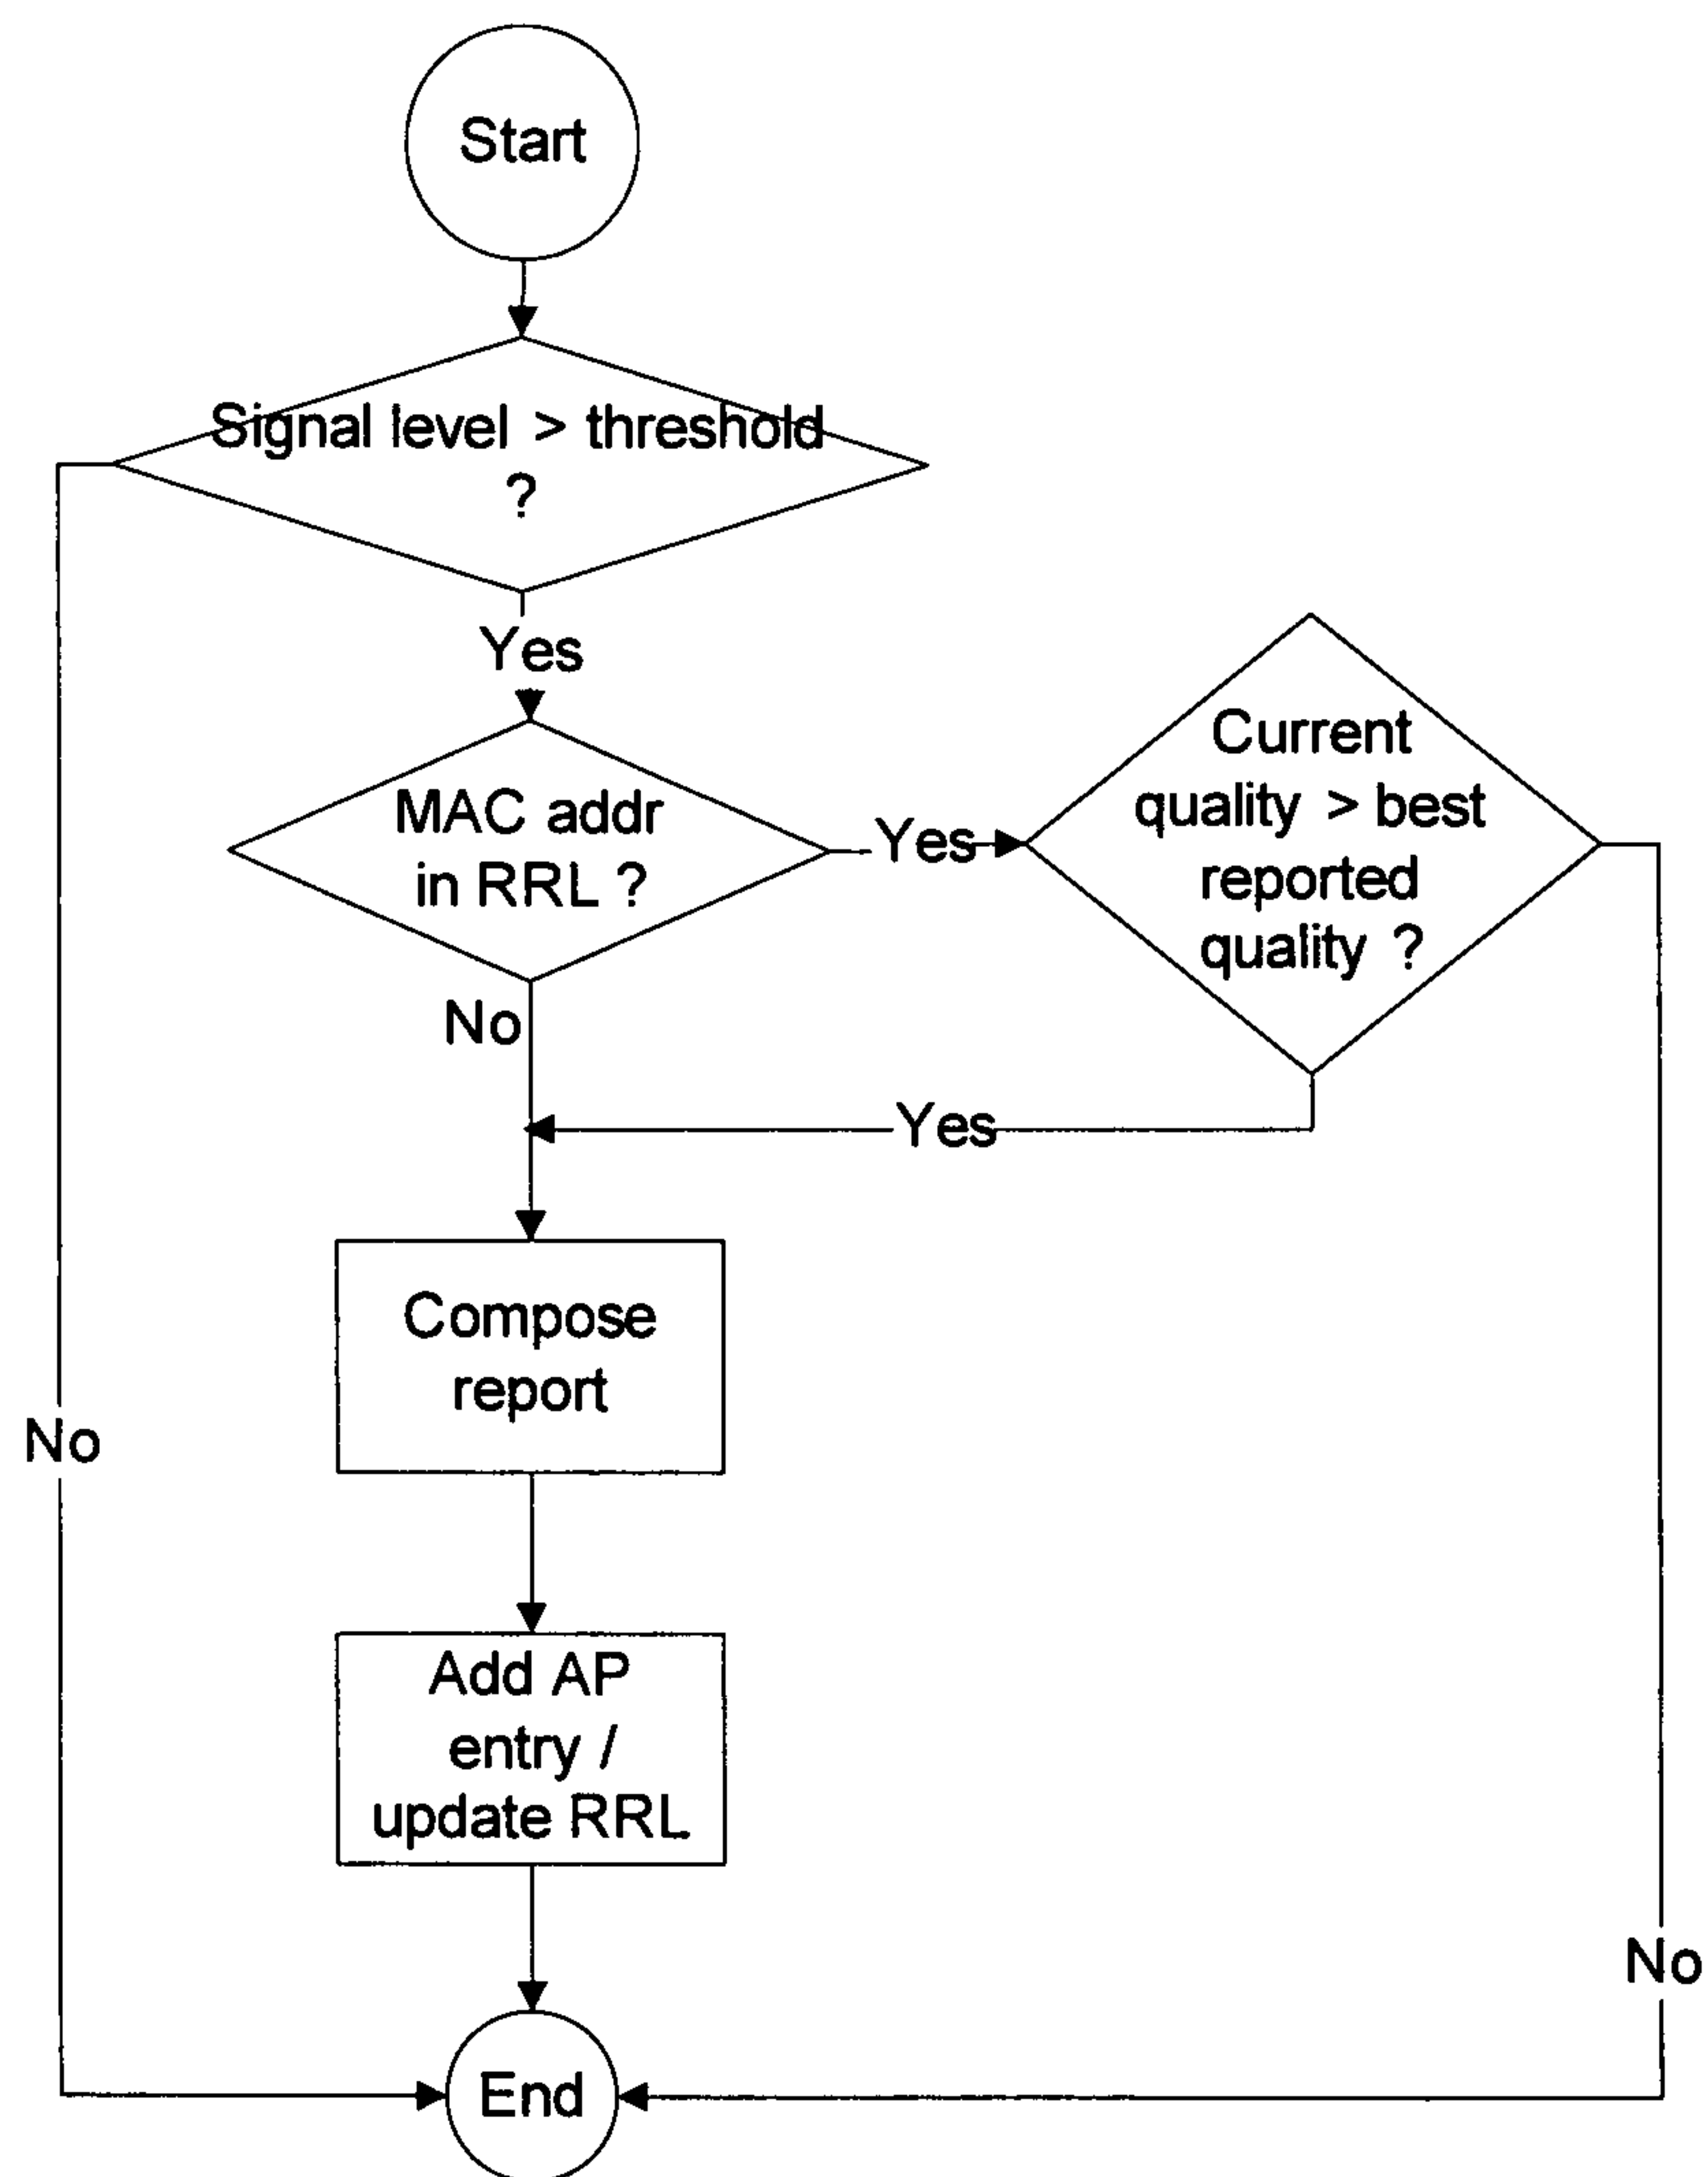 Start
Signal level > threshold
?
Yes
MAC addr
in RRL ?
Yes
Current
quality > best
reported
quality ?
No
Yes
Compose
report
No
Add AP
entry /
update RRL
No
End